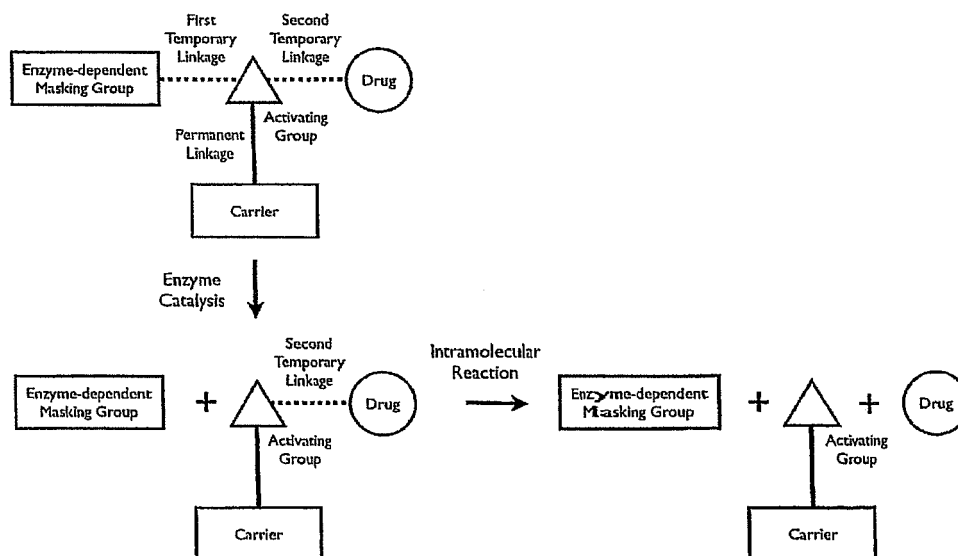 First
Temporary
Linkage
Second
Temporary
Linkage
Enzyme-dependent
Masking Group
Drug
Activating
Group
Permanent
Linkage
Carrier
Enzyme
Catalysis
Second
Temporary
Linkage
Intramolecular
Reaction
Enzyme-dependent
Masking Group
+
Drug
Activating
Group
Carrier
Enzyme-dependent
Masking Group
+
+
Drug
Activating
Group
Carrier